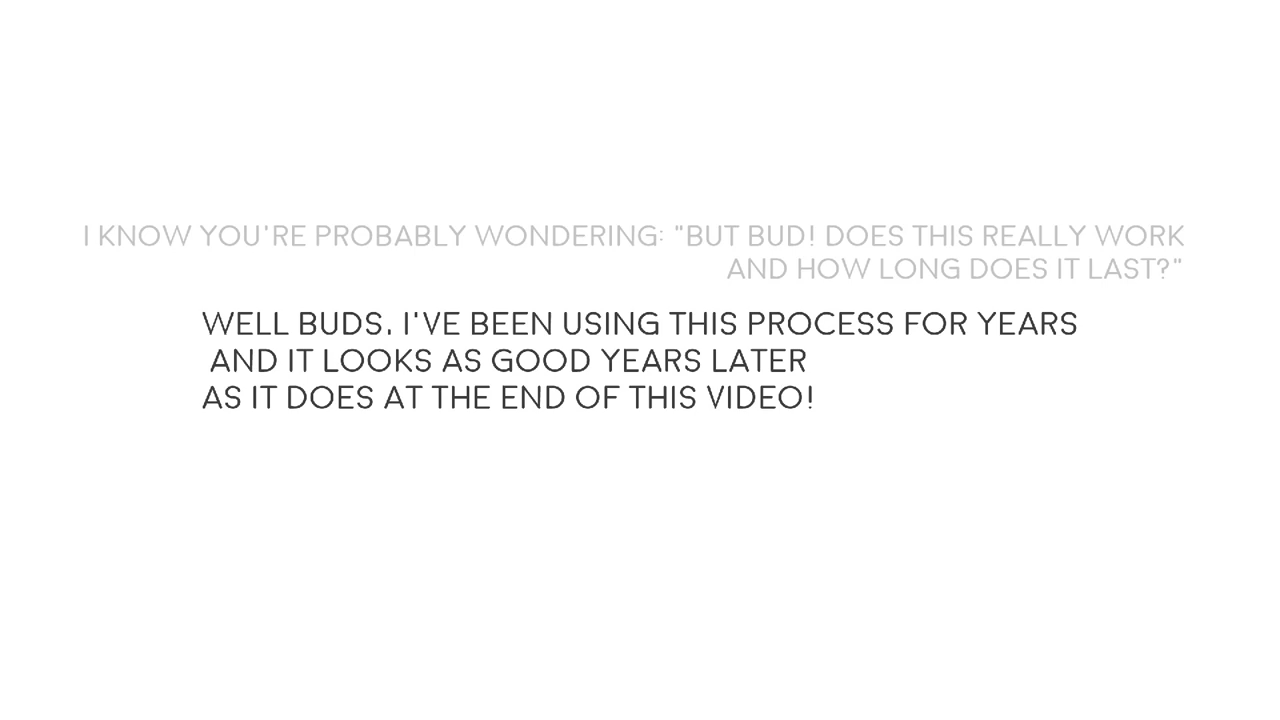 I KNOW YOU'RE PROBABLY WONDERING: "BUT BUD! DOES THIS REALLY WORK
AND HOW LONG DOES IT LAST?"
WELL BUDS, I'VE BEEN USING THIS PROCESS FOR YEARS
AND IT LOOKS AS GOOD YEARS LATER
AS IT DOES AT THE END OF THIS VIDEO!